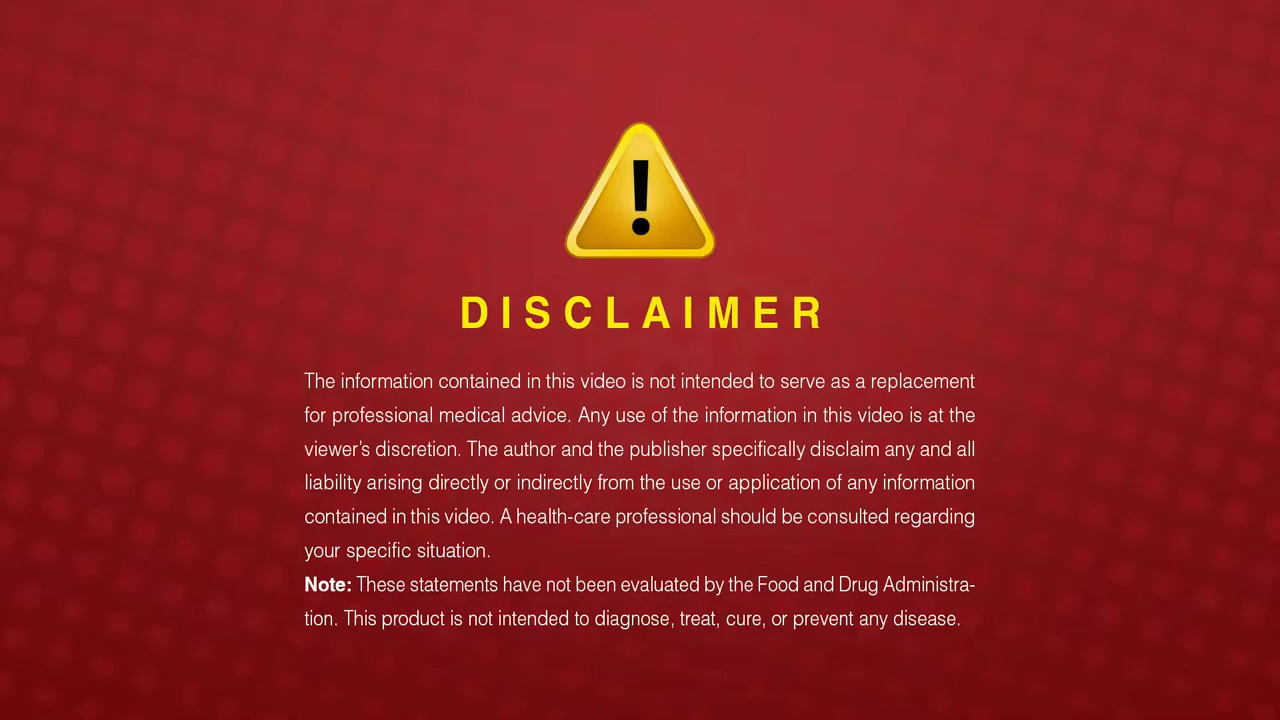 !
DISCLAIMER
The information contained in this video is not intended to serve as a replacement
for professional medical advice. Any use of the information in this video is at the
viewer's discretion. The author and the publisher specifically disclaim any and all
liability arising directly or indirectly from the use or application of any information
contained in this video. A health-care professional should be consulted regarding
your specific situation.
Note: These statements have not been evaluated by the Food and Drug Administra-
tion. This product is not intended to diagnose, treat, cure, or prevent any disease.